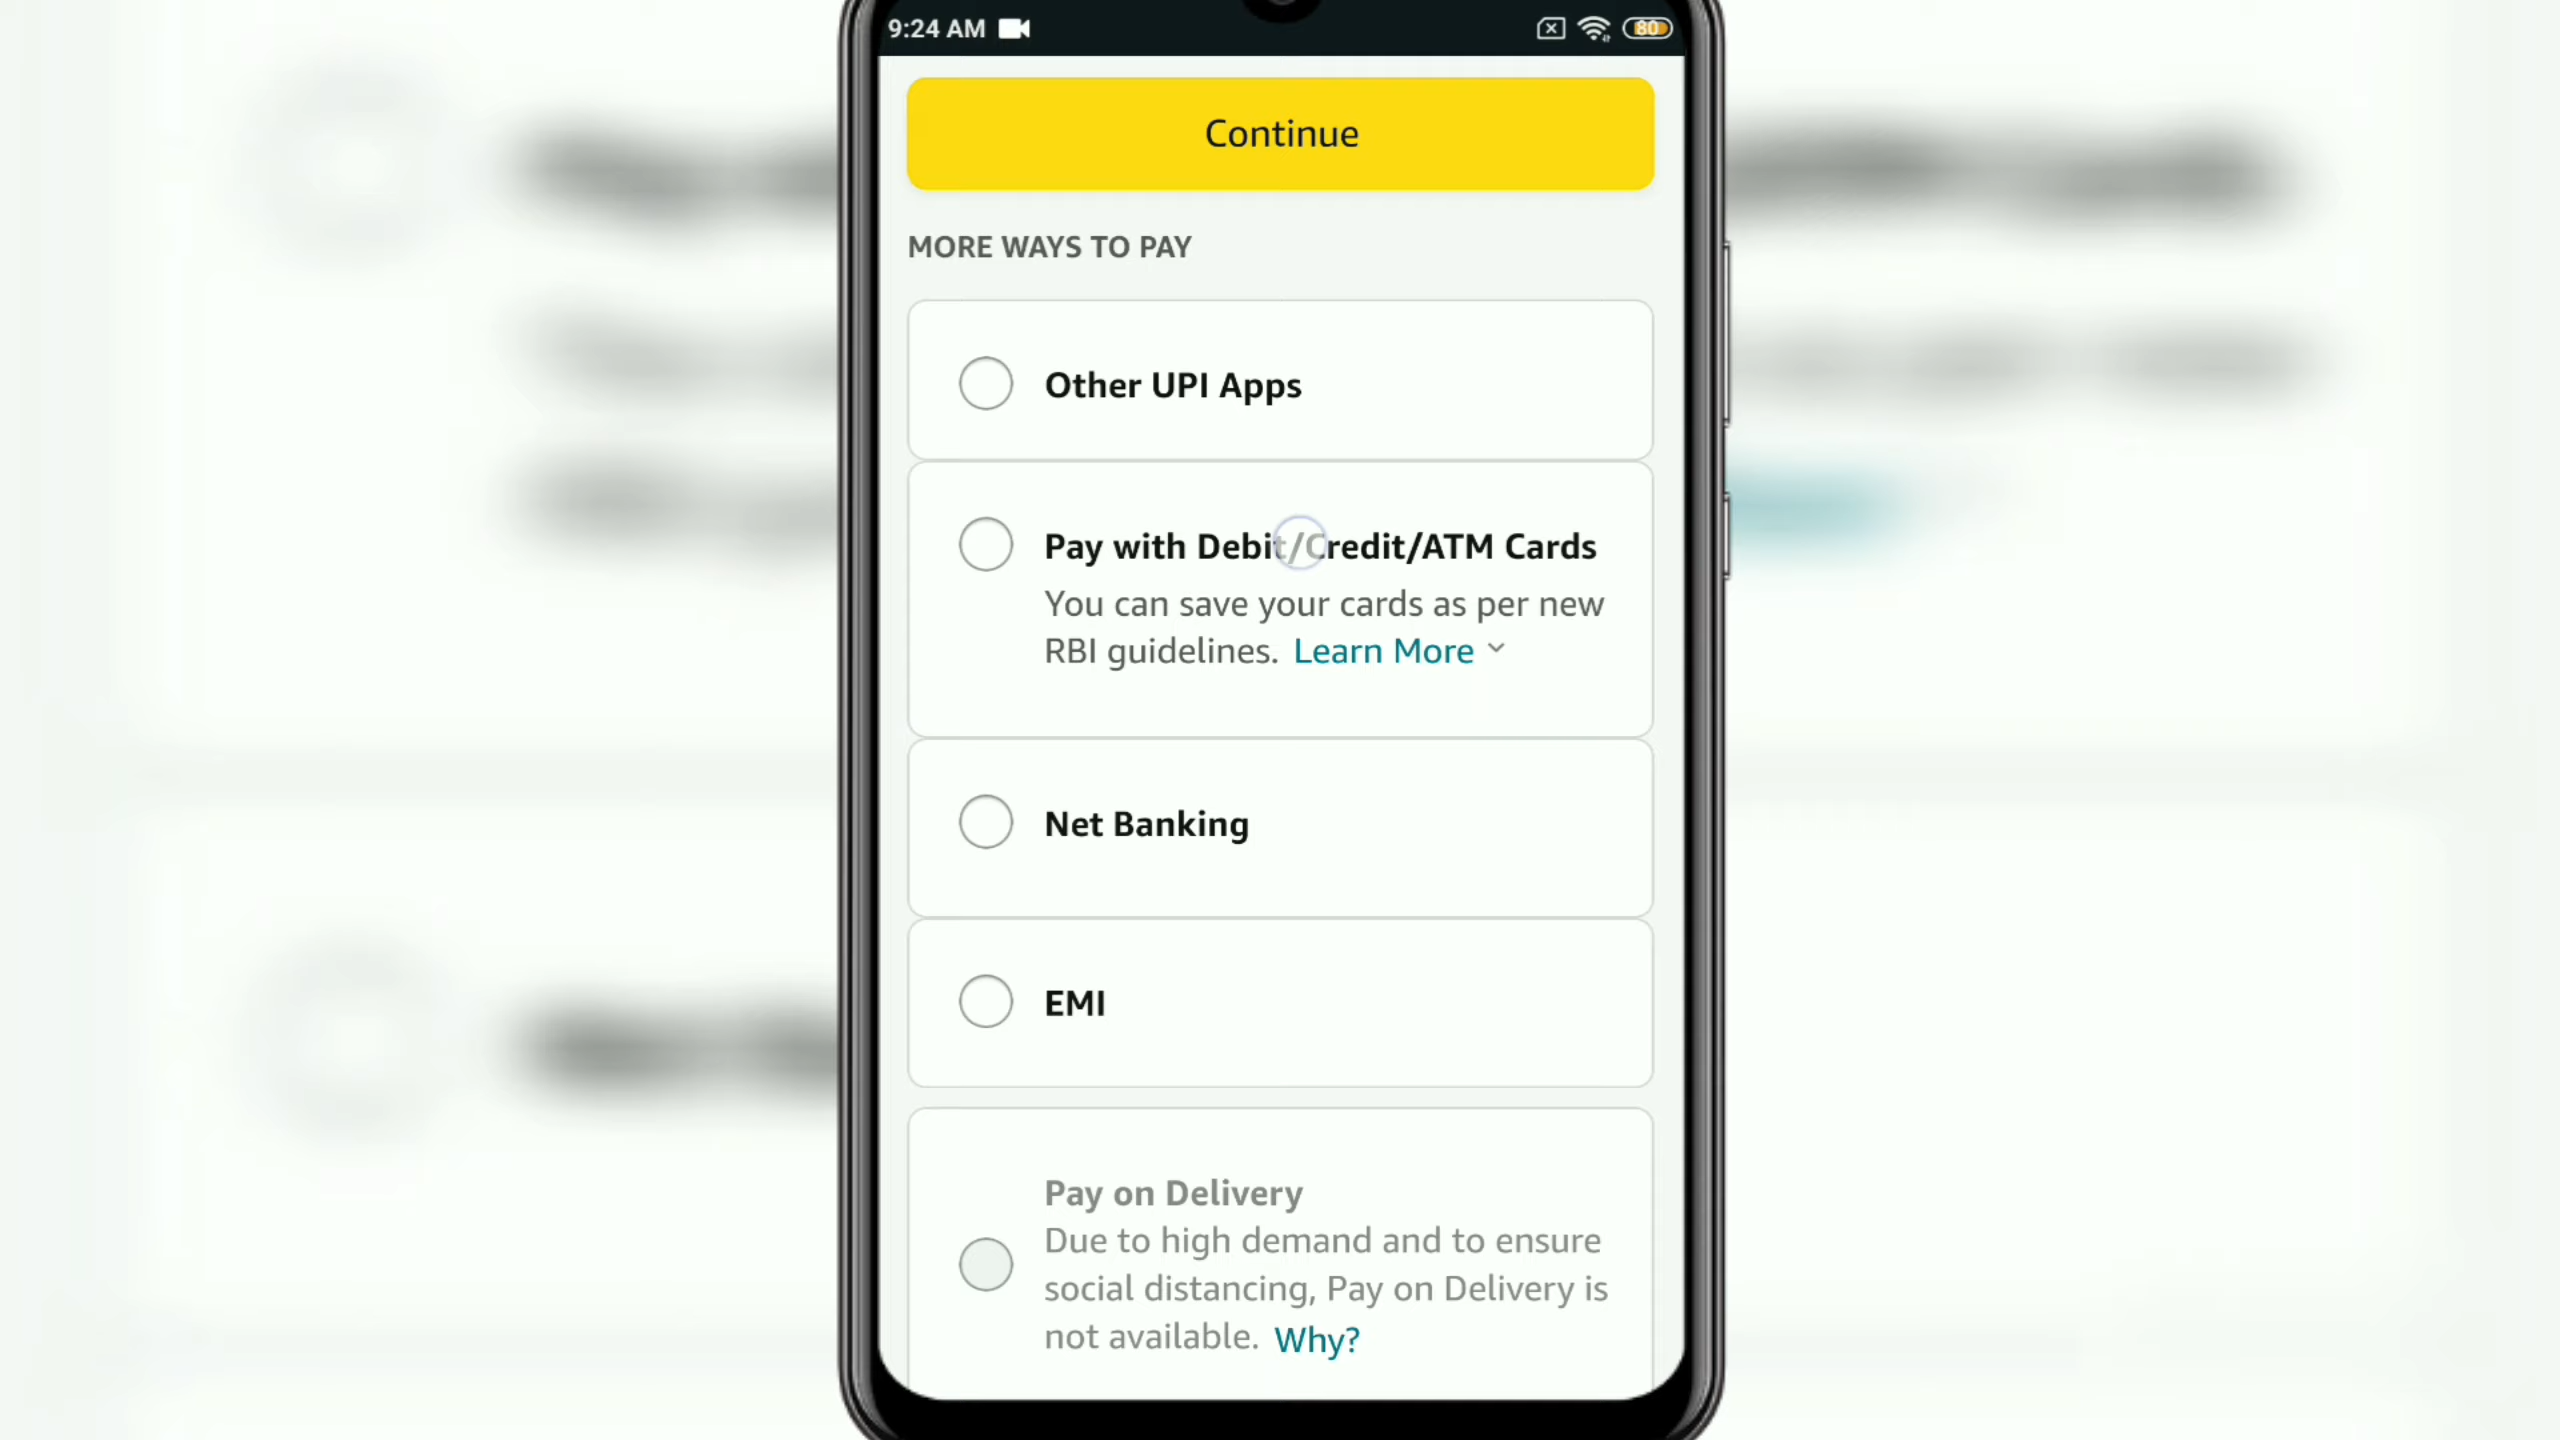 9:24 AM
80
Continue
MORE WAYS TO PAY
Other UPI Apps
Pay with Debit/Credit/ATM Cards
You can save your cards as per new
RBI guidelines. Learn More
Net Banking
EMI
Pay on Delivery
Due to high demand and to ensure
social distancing, Pay on Delivery is
not available. Why?